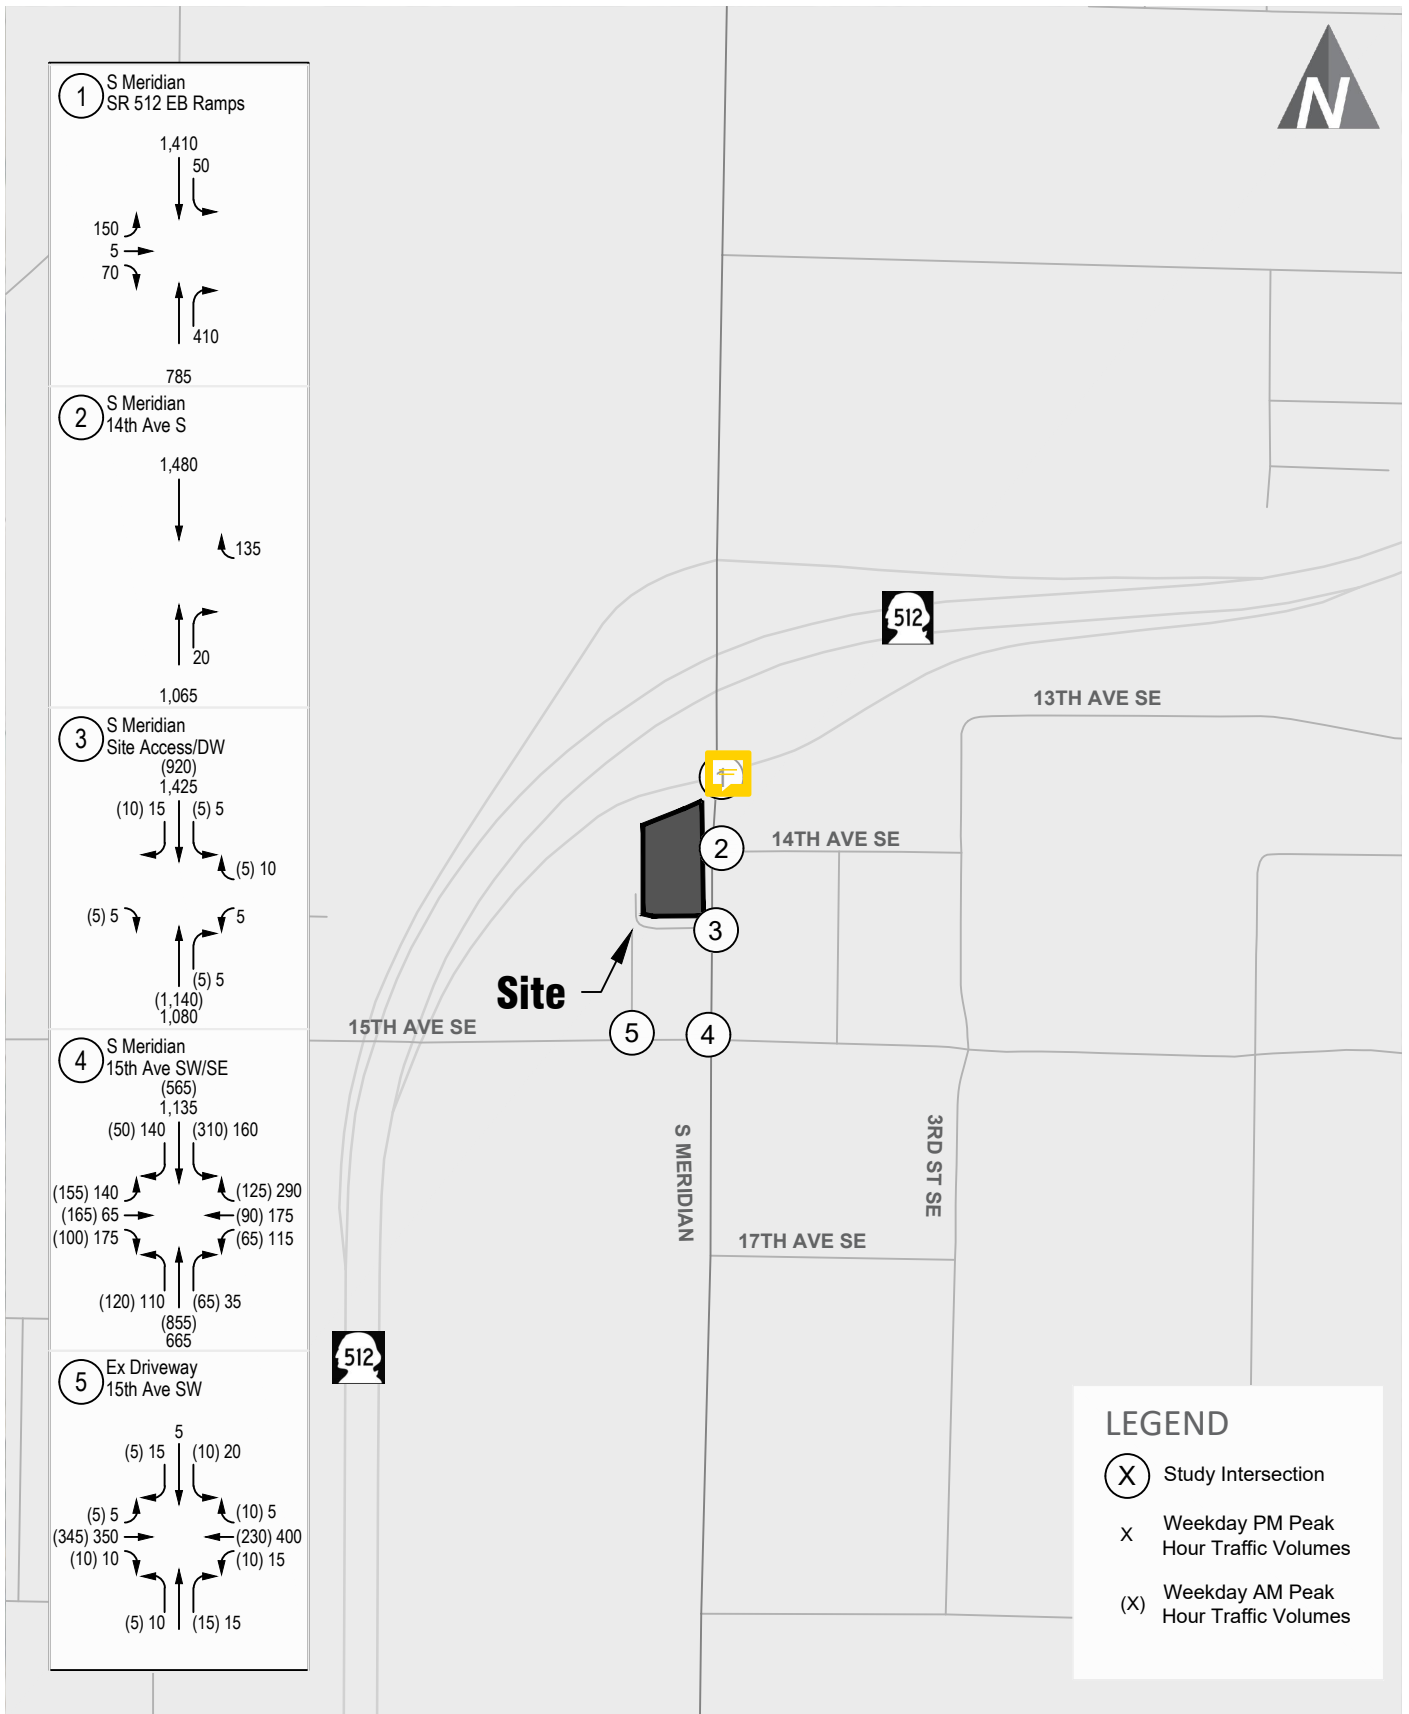 1
S Meridian
SR 512 EB Ramps
1,410
50
150
5
70
410
785
2
S Meridian
14th Ave S
1,480
135
20
1,065
3
S Meridian
Site Access/DW
(920)
1,425
(10) 15
(5) 5
(5) 10
(5) 5
5
(5) 5
(1,140)
1,080
4
S Meridian
15th Ave SW/SE
(565)
1,135
(50) 140
(310) 160
(155) 140
(125) 290
(165) 65
(90) 175
(100) 175
(65) 115
(120) 110
(65) 35
(855)
665
5
Ex Driveway
15th Ave SW
5
(5) 15
(10) 20
(5) 5
(10) 5
(345) 350
(230) 400
(10) 10
(10) 15
(5) 10
(15) 15
N
512
13TH AVE SE
14TH AVE SE
2
3
Site
15TH AVE SE
5
4
S MERIDIAN
3RD ST SE
17TH AVE SE
512
LEGEND
X Study Intersection
X Weekday PM Peak
Hour Traffic Volumes
(X) Weekday AM Peak
Hour Traffic Volumes